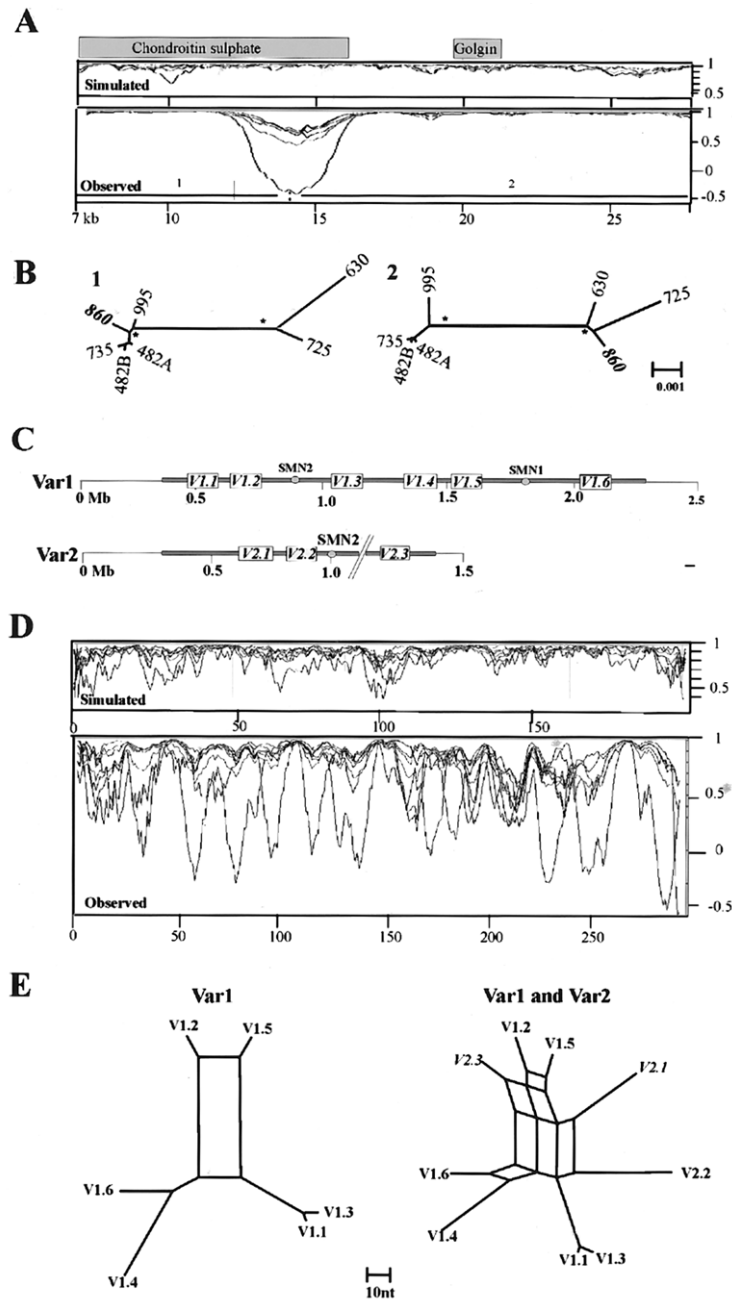 A
Chondroitin sulphate Golgin
1
Simulated 0.5
10 15 20 25
1
0.5
1 2 0
Observed -0.5
7 kb 10 15 20 25
B
1 2
630
995 995 630
860 725
735 725 735 860
482B 482A 482B 482A
0.001
C
SMN2 SMN1
Var1 V1.1 V1.2 V1.3 V1.4 V1.5 V1.6
0 Mb 0.5 1.0 1.5 2.0 2.5
SMN2
Var2 V2.1 V2.2 V2.3
0 Mb 0.5 1.0 1.5
D
1
0.5
Simulated
0 50 100 150
1
0.5
0
Observed -0.5
0 50 100 150 200 250
E
Var1 Var1 and Var2
V1.2 V1.5 V1.2 V1.5
V2.3 V2.1
V1.6 V1.6 V2.2
V1.3
V1.1 V1.4
V1.1 V1.3
V1.4
10nt